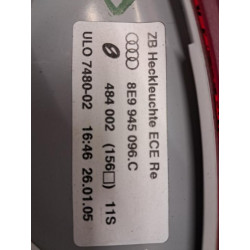 ZB Heckleuchte ECE Re
8E9 945 096.C
484 002 (156□) 11S
ULO 7480-02 16:46 26.01.05